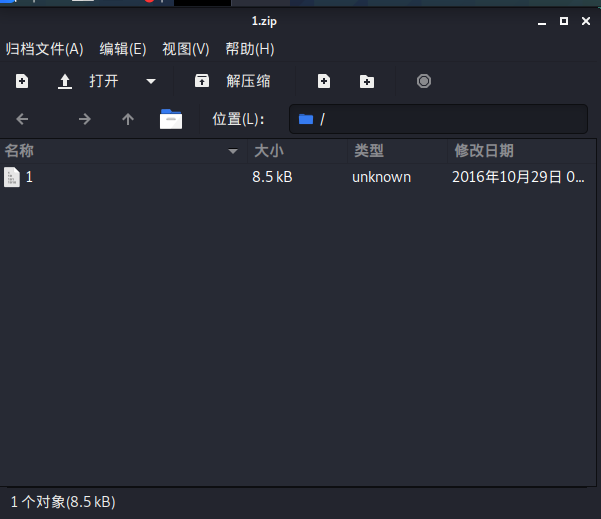 1.zip
归档文件(A) 编辑(E) 视图(V) 帮助(H)
打开 解压缩
位置(L): /
名称 大小 类型 修改日期
1 8.5 kB unknown 2016年10月29日 0...
1 个对象(8.5 kB)